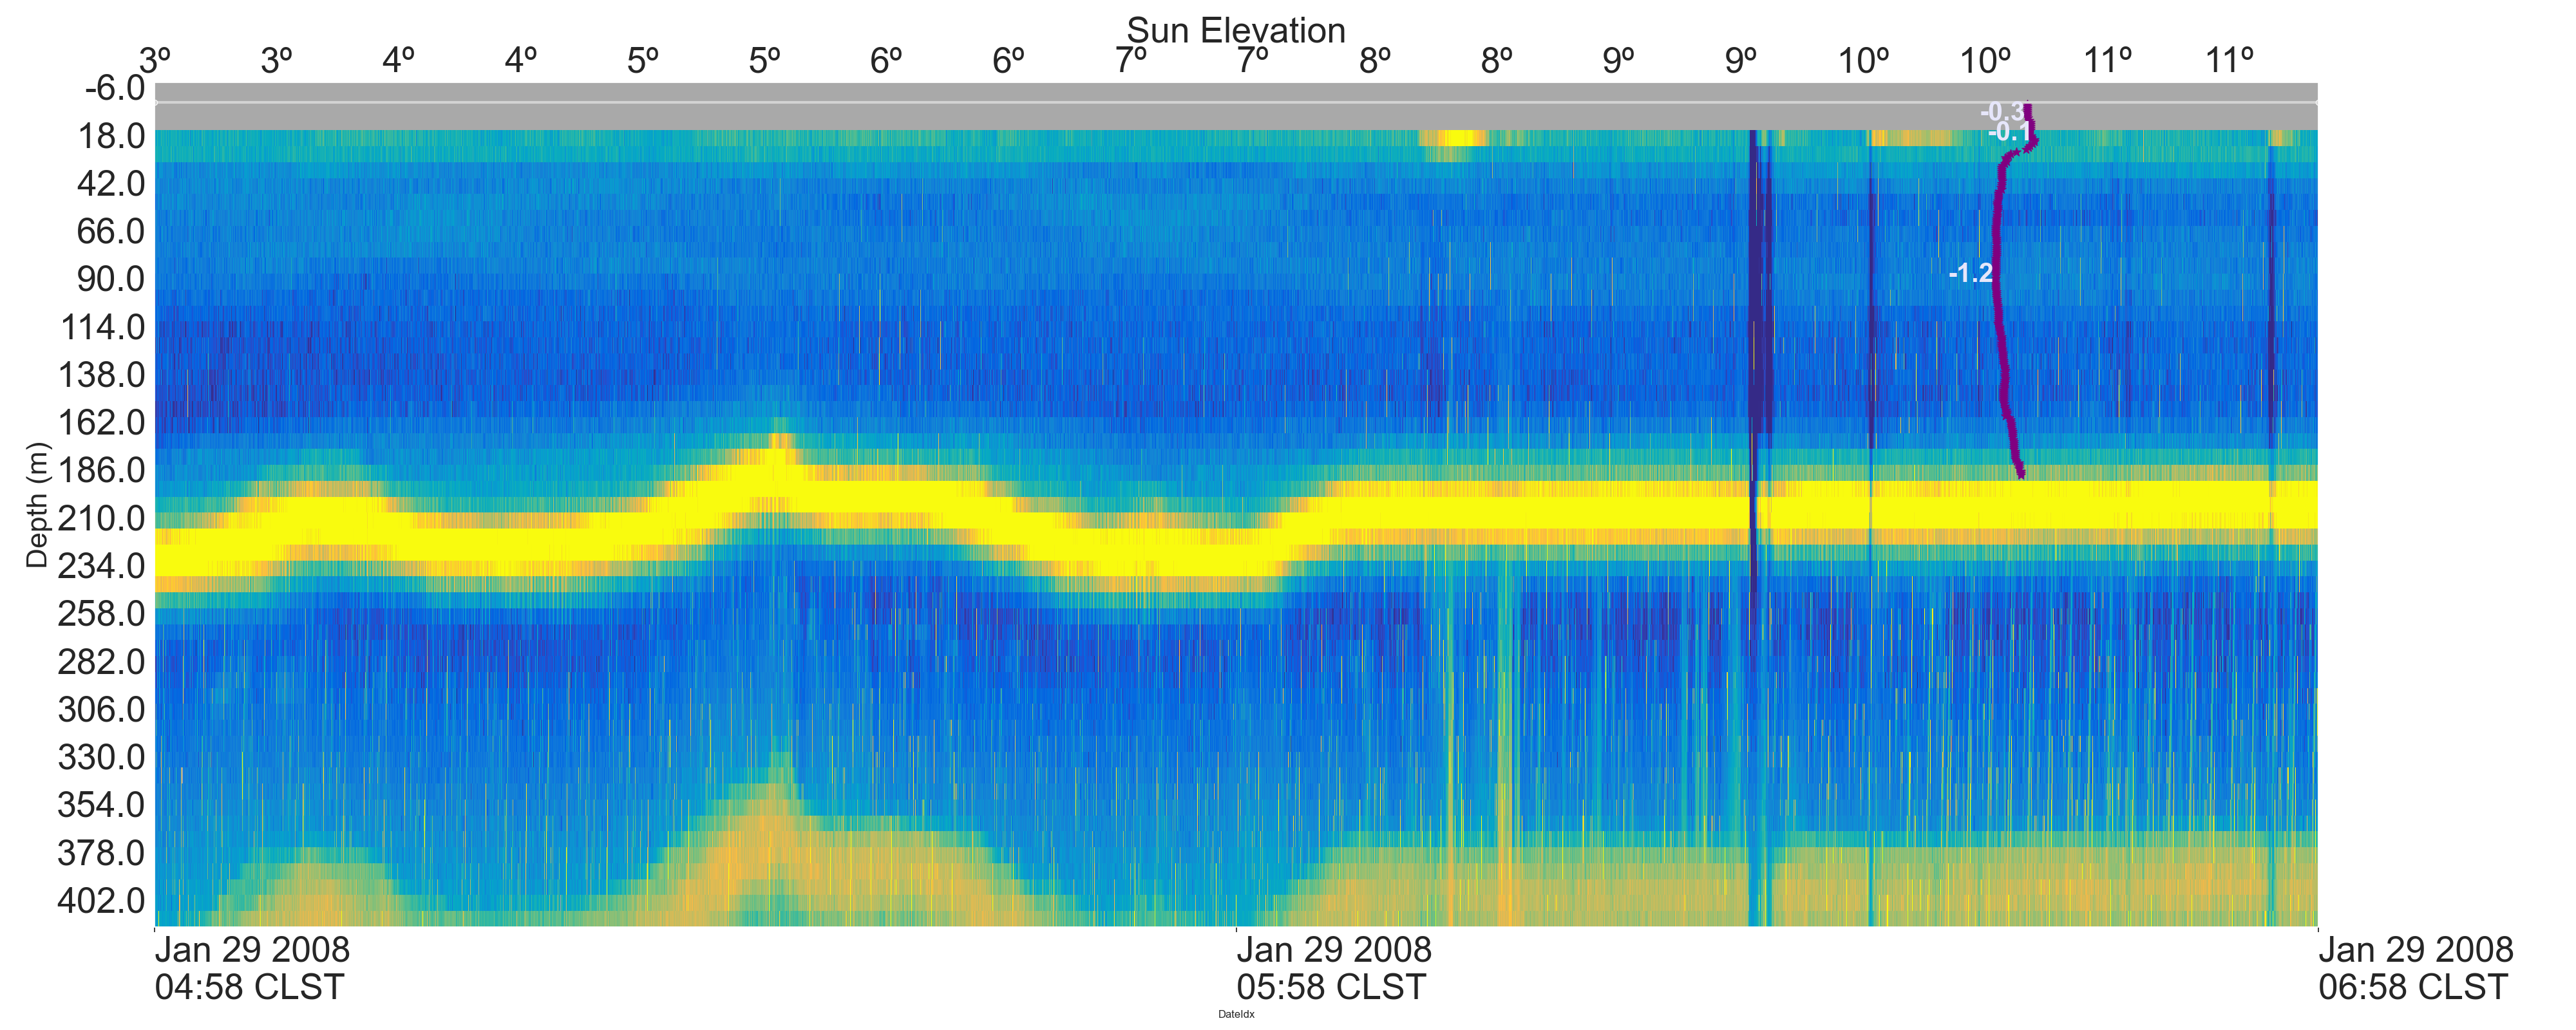 Sun Elevation
3º 3º 4º 4º 5º 5º 6º 6º 7º 7º 8º 8º 9º 9º 10º 10º 11º 11º
-6.0
18.0
42.0
66.0
90.0
114.0
138.0
162.0
186.0
210.0
234.0
258.0
282.0
306.0
330.0
354.0
378.0
402.0
Depth (m)
-0.3
-0.1
-1.2
Jan 29 2008
04:58 CLST
Jan 29 2008
05:58 CLST
Jan 29 2008
06:58 CLST
DateIdx